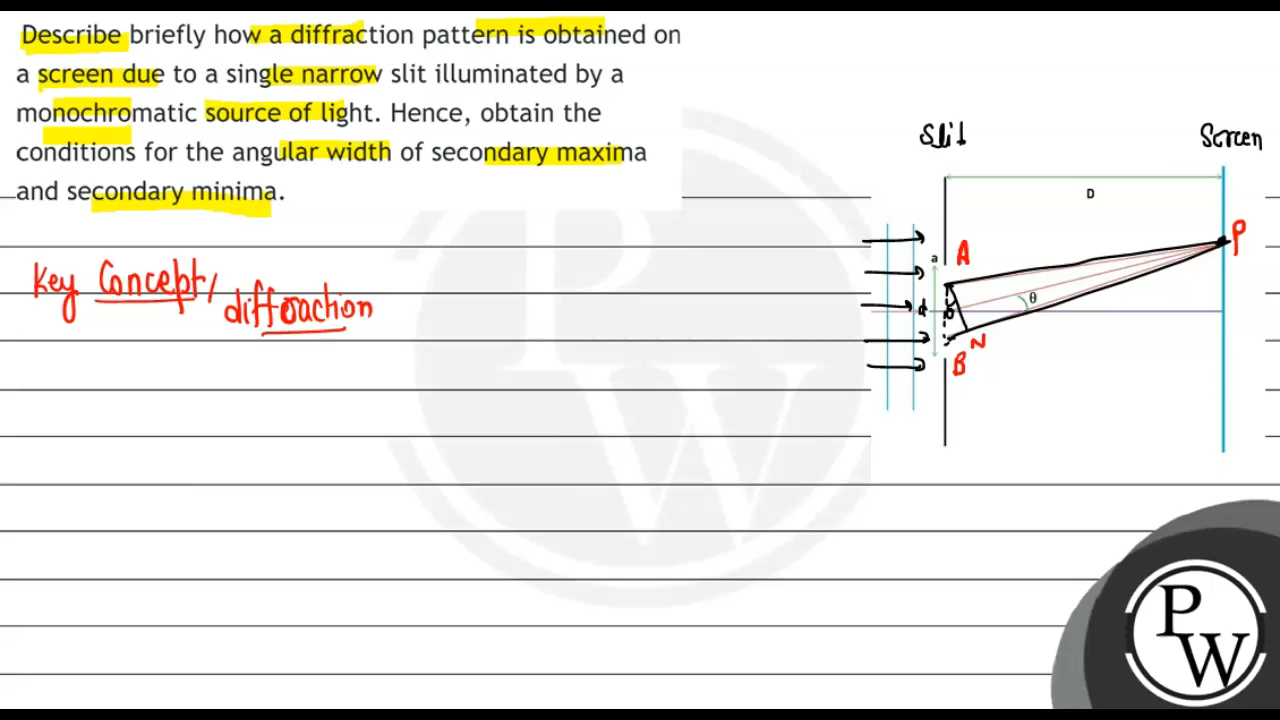 Describe briefly how a diffraction pattern is obtained on
a screen due to a single narrow slit illuminated by a
monochromatic source of light. Hence, obtain the
conditions for the angular width of secondary maxima
and secondary minima.
Key Concept/
diffraction
Slit
Screen
D
P
A
a
θ
N
B
P
W
P
W